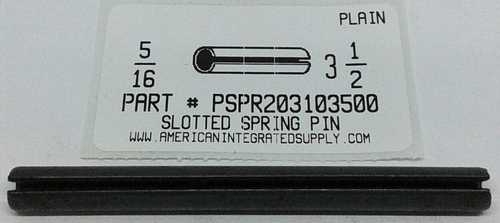 PLAIN
5/16
3 1/2
PART # PSPR203103500
SLOTTED SPRING PIN
WWW.AMERICANINTEGRATEDSUPPLY.COM